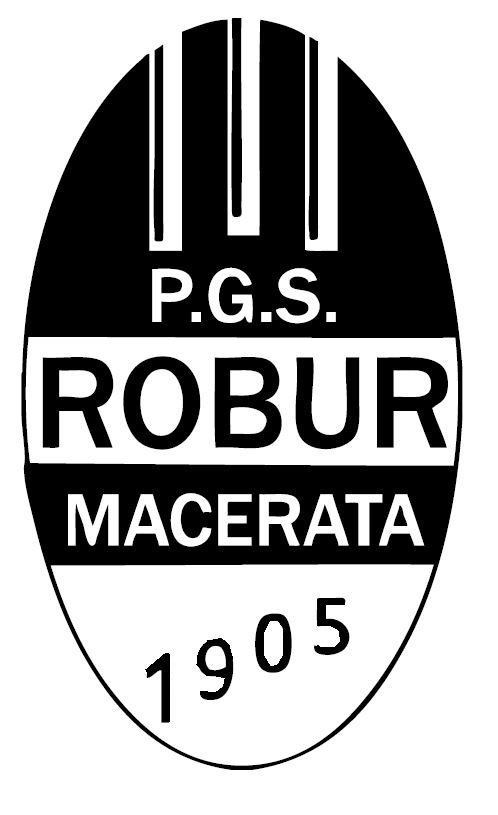 P.G.S.
ROBUR
MACERATA
1905